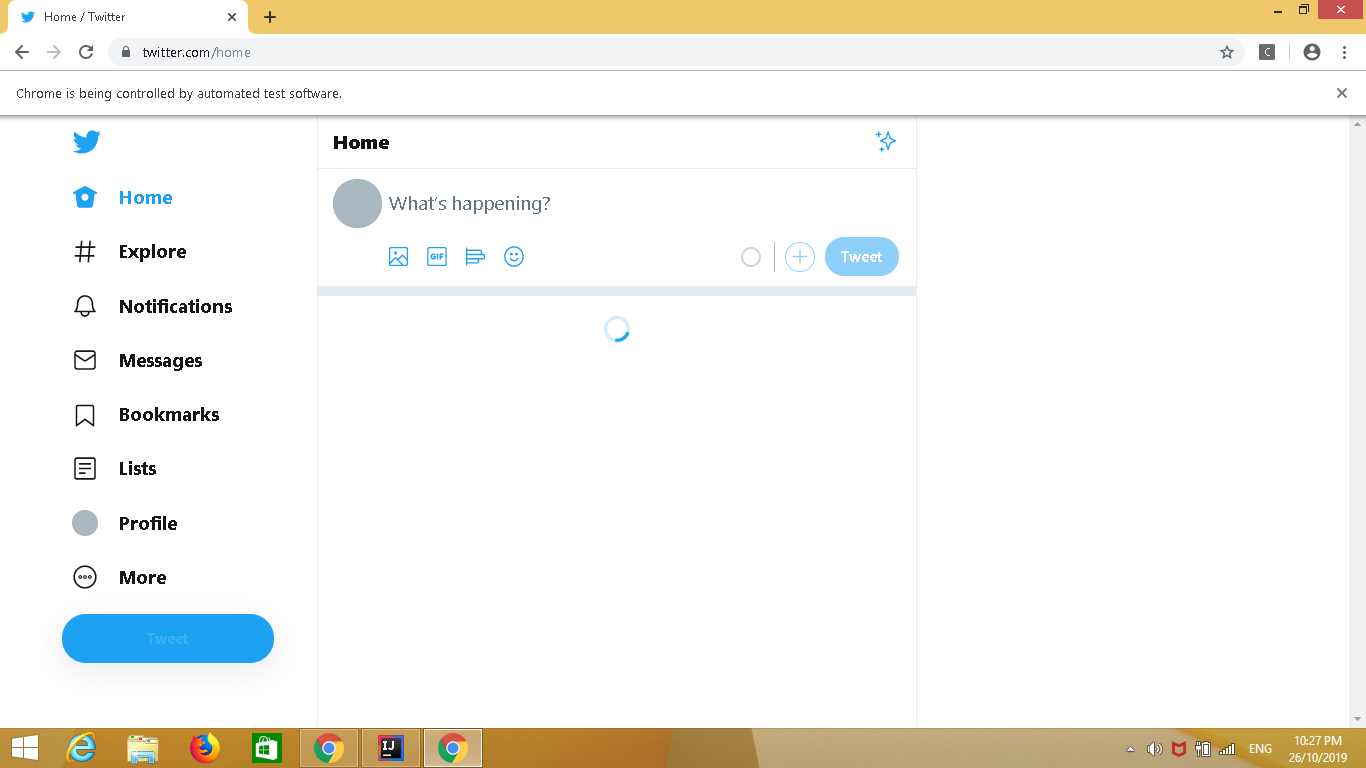 Home / Twitter
twitter.com/home
C
Chrome is being controlled by automated test software.
Home
Home
What's happening?
Explore
GIF
Tweet
Notifications
Messages
Bookmarks
Lists
Profile
More
Tweet
IJ
ENG
10:27 PM
26/10/2019